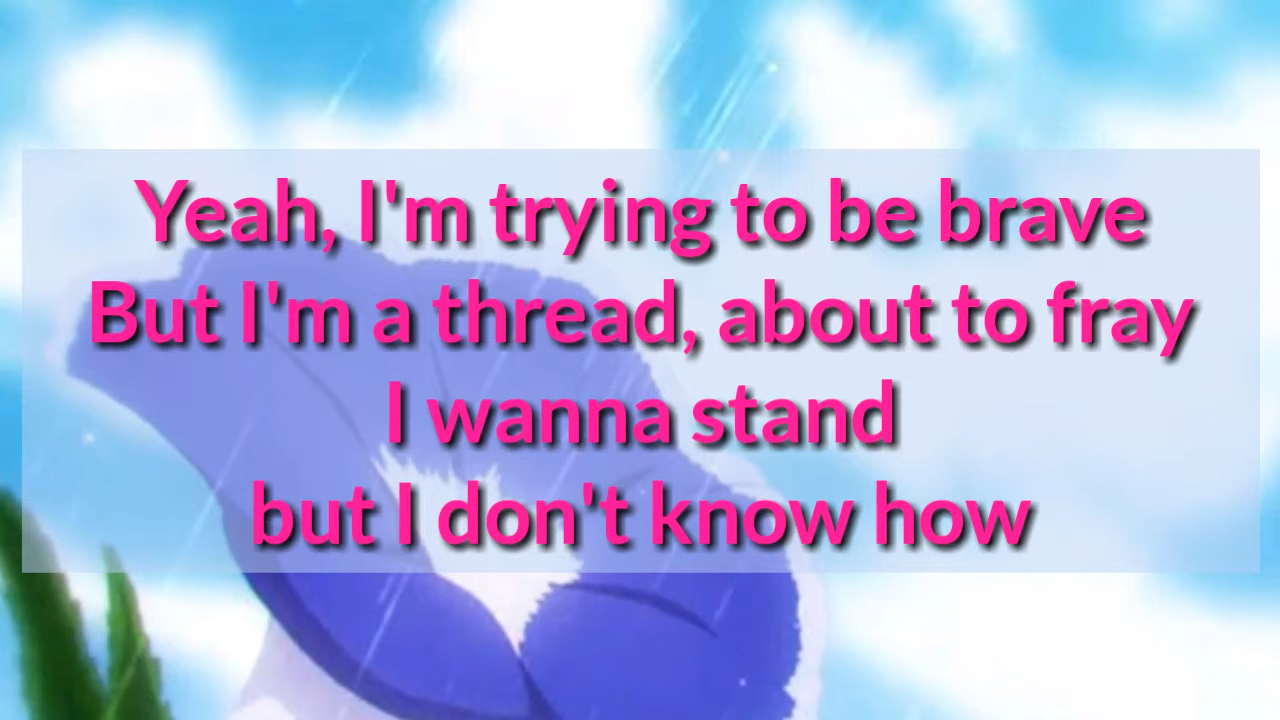 Yeah, I'm trying to be brave
But I'm a thread, about to fray
I wanna stand
but I don't know how